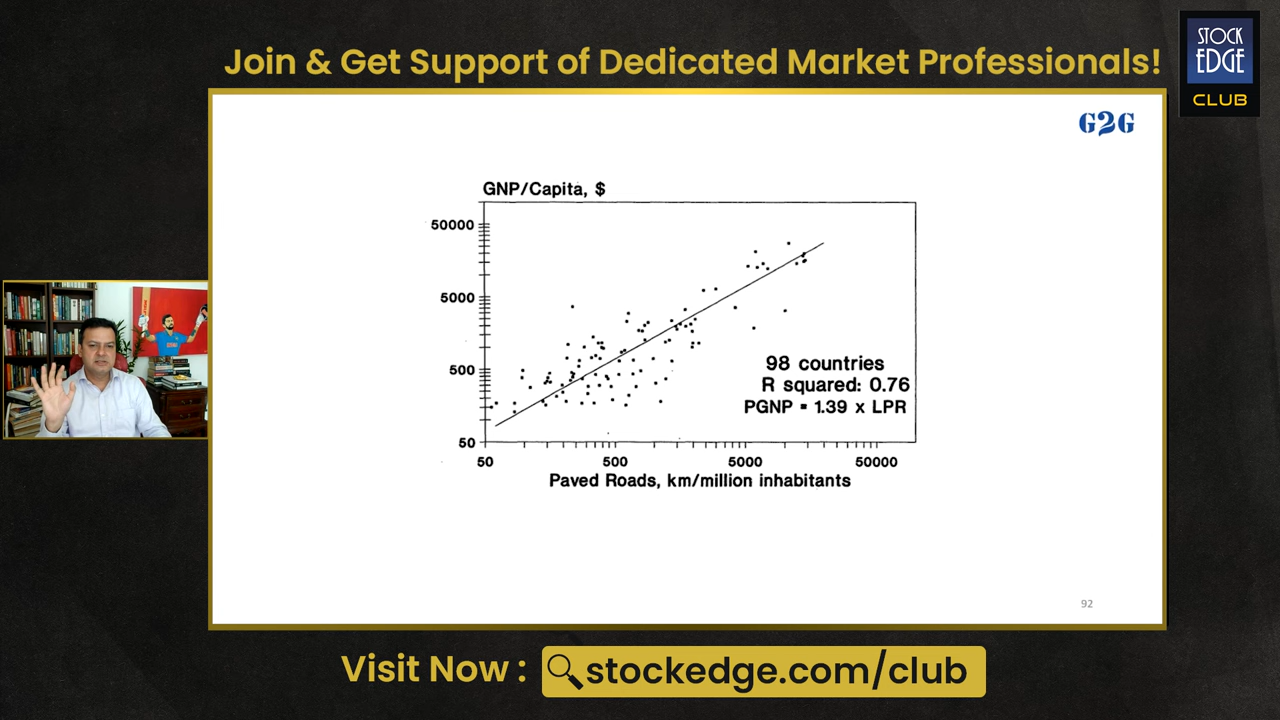 Join & Get Support of Dedicated Market Professionals!
STOCK
EDGE
CLUB
G2G
GNP/Capita, $
50000
5000
500
50
98 countries
R squared: 0.76
PGNP = 1.39 x LPR
50 500 5000 50000
Paved Roads, km/million inhabitants
92
Visit Now :
stockedge.com/club